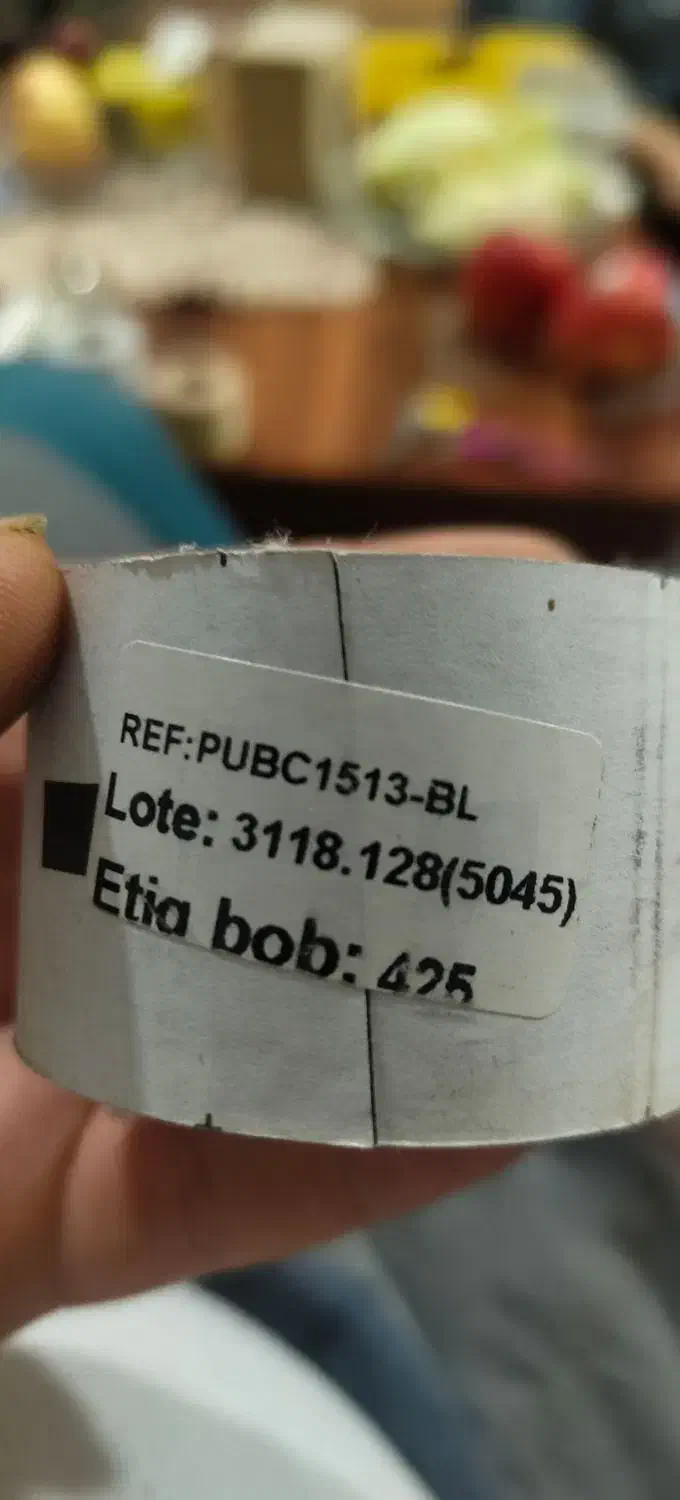 REF:PUBC1513-BL
Lote: 3118.128(5045)
Etiq bob: 425